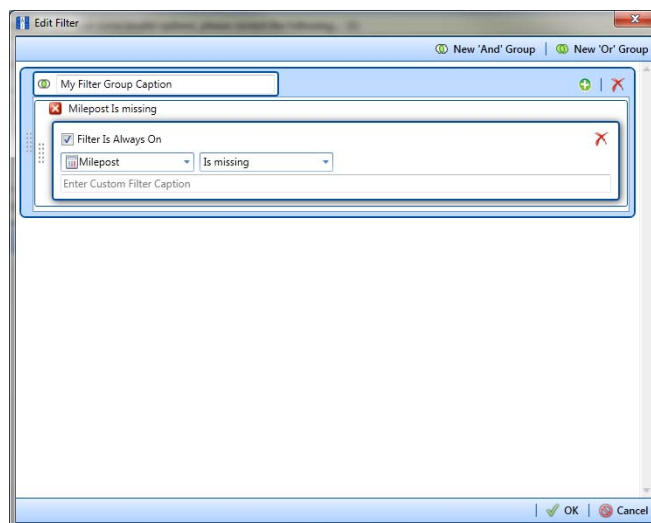 Edit Filter
New 'And' Group | New 'Or' Group
My Filter Group Caption
Milepost Is missing
Filter Is Always On
Milepost Is missing
Enter Custom Filter Caption
OK | Cancel